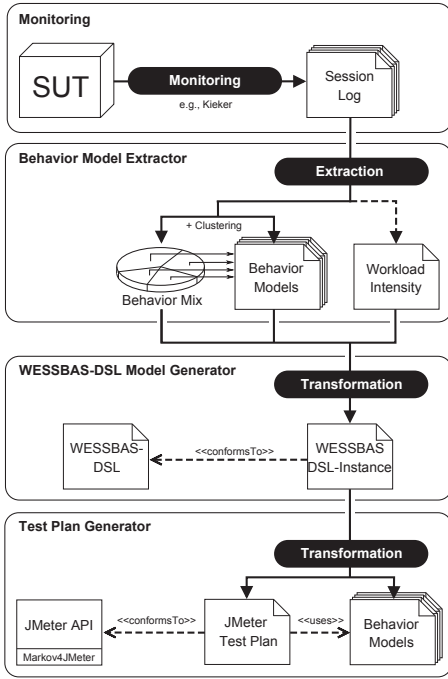 Monitoring
SUT
Monitoring
e.g., Kieker
Session
Log
Behavior Model Extractor
Extraction
+ Clustering
Behavior Mix
Behavior
Models
Workload
Intensity
WESSBAS-DSL Model Generator
Transformation
WESSBAS-
DSL
<<conformsTo>>
WESSBAS
DSL-Instance
Test Plan Generator
Transformation
JMeter API
Markov4JMeter
<<conformsTo>>
JMeter
Test Plan
<<uses>>
Behavior
Models